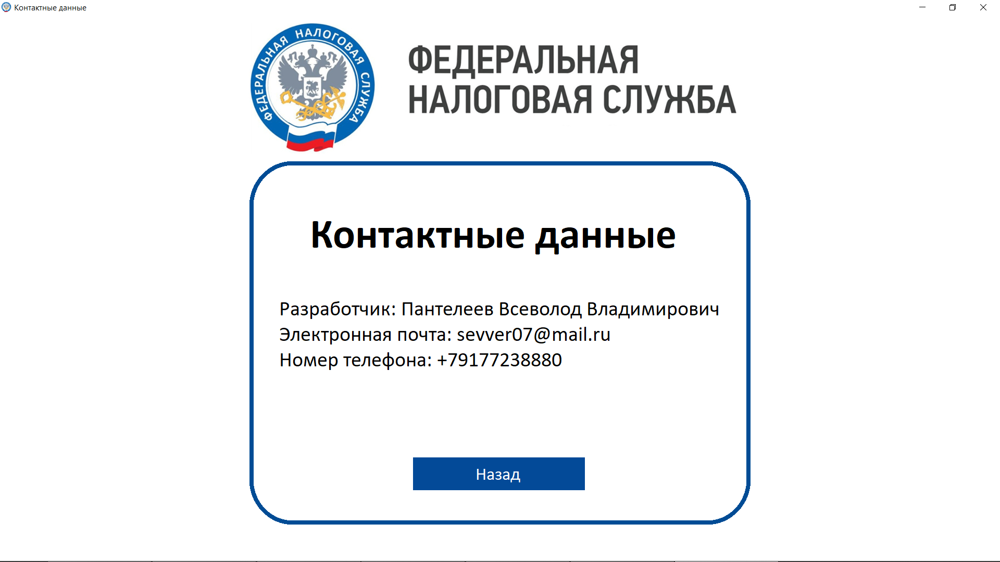 Контактные данные
ФЕДЕРАЛЬНАЯ НАЛОГОВАЯ СЛУЖБА
ФЕДЕРАЛЬНАЯ
НАЛОГОВАЯ СЛУЖБА
Контактные данные
Разработчик: Пантелеев Всеволод Владимирович
Электронная почта: sevver07@mail.ru
Номер телефона: +79177238880
Назад